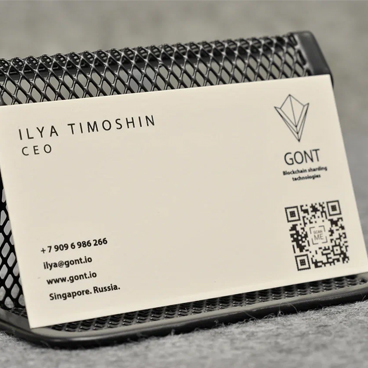 ILYA TIMOSHIN
CEO
GONT
Blockchain sharding
technologies
+7 909 6 986 266
ilya@gont.io
www.gont.io
Singapore. Russia.